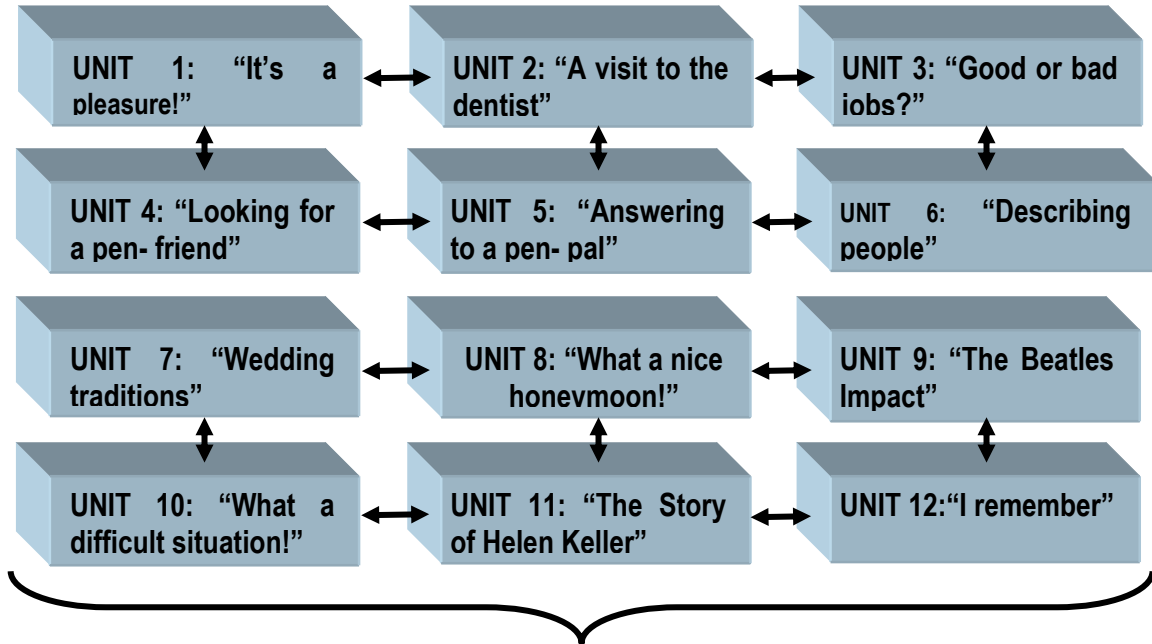 UNIT 1: “It's a
pleasure!”
UNIT 2: “A visit to the
dentist”
UNIT 3: “Good or bad
jobs?”
UNIT 4: “Looking for
a pen- friend”
UNIT 5: “Answering
to a pen- pal”
UNIT 6: “Describing
people”
UNIT 7: “Wedding
traditions”
UNIT 8: “What a nice
honeymoon!”
UNIT 9: “The Beatles
Impact”
UNIT 10: “What a
difficult situation!”
UNIT 11: “The Story
of Helen Keller”
UNIT 12:“I remember”